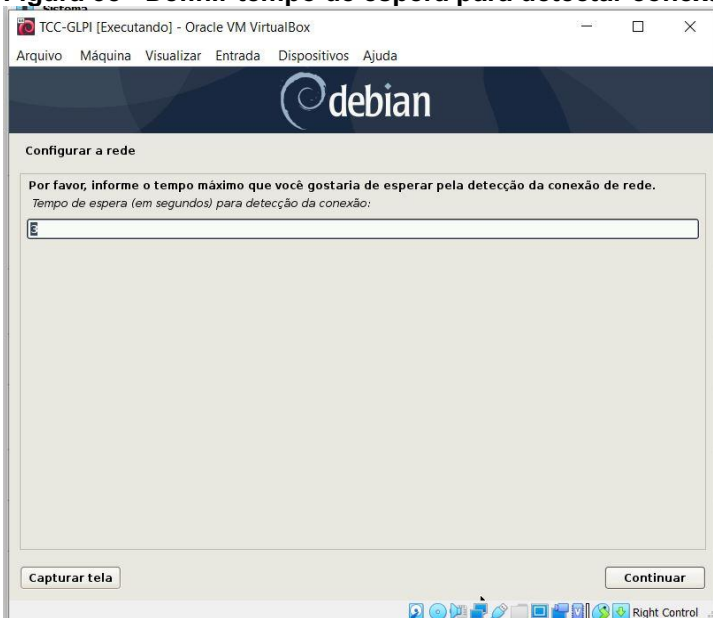 Sistema
TCC-GLPI [Executando] - Oracle VM VirtualBox
Arquivo Máquina Visualizar Entrada Dispositivos Ajuda
debian
Configurar a rede
Por favor, informe o tempo máximo que você gostaria de esperar pela detecção da conexão de rede.
Tempo de espera (em segundos) para detecção da conexão:
3
Capturar tela Continuar
Right Control